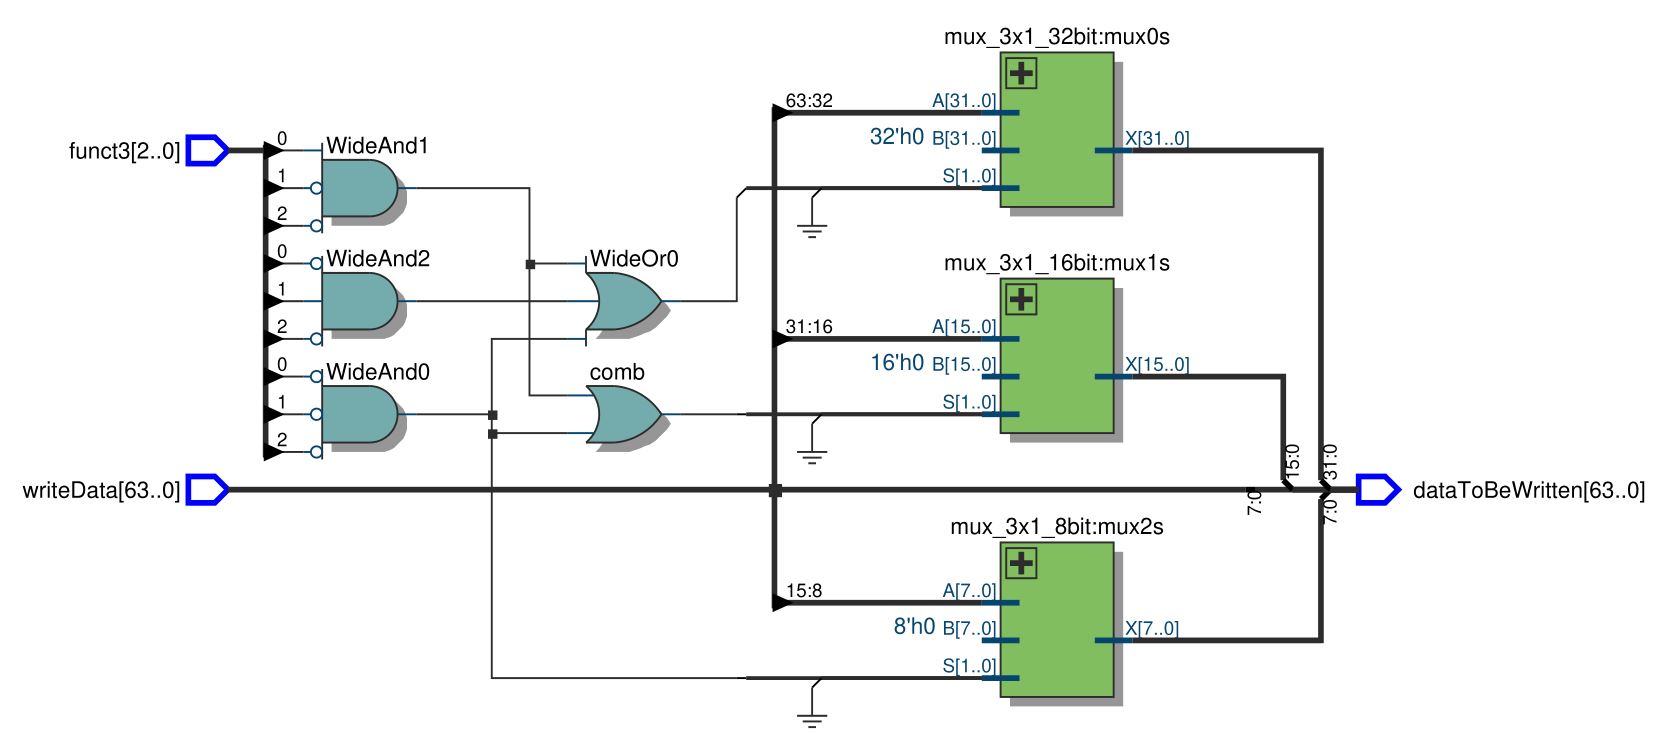 mux_3x1_32bit:mux0s
63:32
A[31..0]
32'h0 B[31..0]
X[31..0]
S[1..0]
funct3[2..0]
0
WideAnd1
1
2
0
WideAnd2
1
2
0
WideAnd0
1
2
WideOr0
comb
mux_3x1_16bit:mux1s
31:16
A[15..0]
16'h0 B[15..0]
X[15..0]
S[1..0]
writeData[63..0]
15:0
31:0
7:0
7:0
dataToBeWritten[63..0]
mux_3x1_8bit:mux2s
15:8
A[7..0]
8'h0 B[7..0]
X[7..0]
S[1..0]